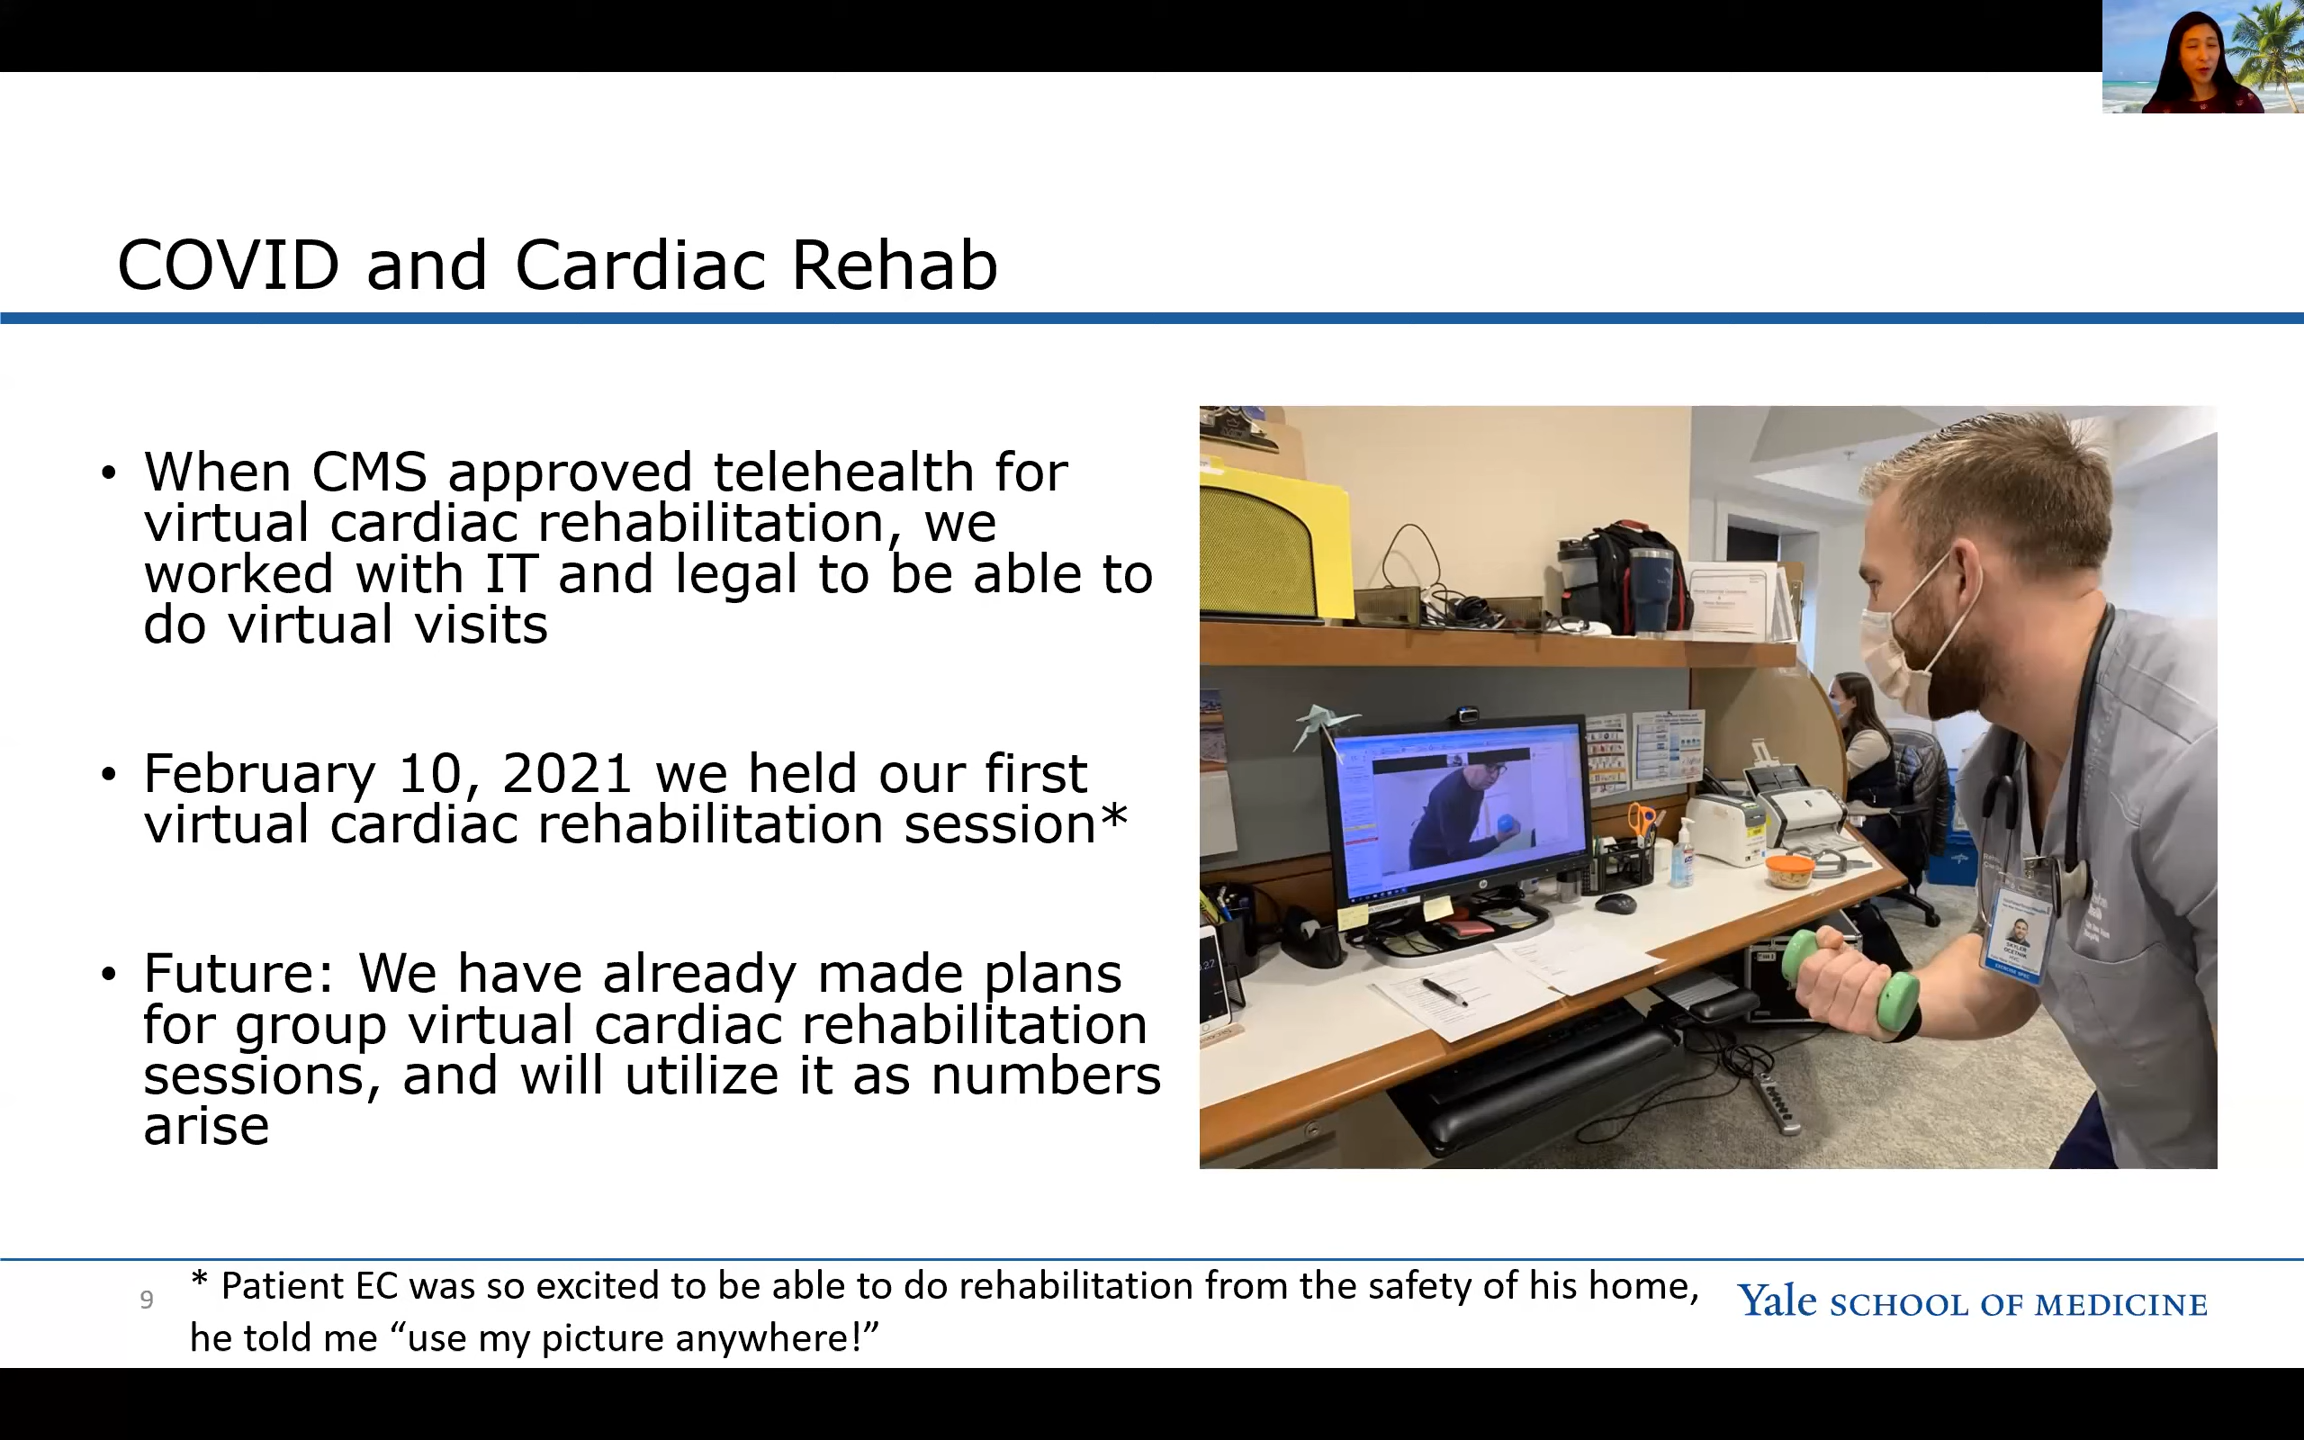 COVID and Cardiac Rehab
• When CMS approved telehealth for
virtual cardiac rehabilitation, we
worked with IT and legal to be able to
do virtual visits
• February 10, 2021 we held our first
virtual cardiac rehabilitation session*
• Future: We have already made plans
for group virtual cardiac rehabilitation
sessions, and will utilize it as numbers
arise
SKYLER
9
* Patient EC was so excited to be able to do rehabilitation from the safety of his home,
he told me “use my picture anywhere!”
Yale SCHOOL OF MEDICINE